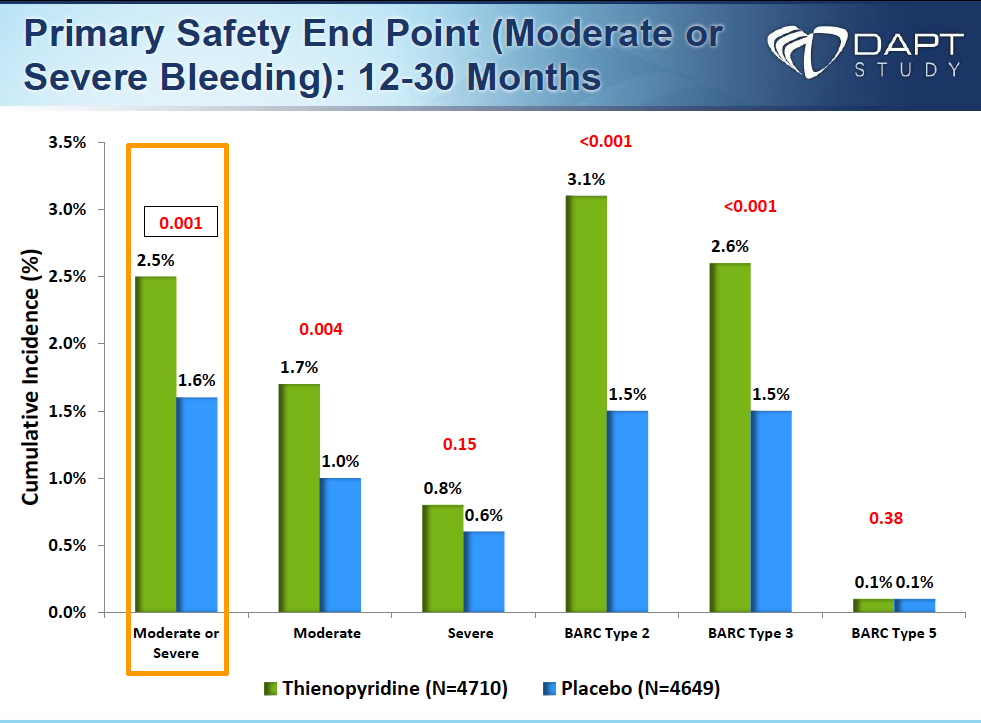 Primary Safety End Point (Moderate or
Severe Bleeding): 12-30 Months
DAPT
STUDY
Cumulative Incidence (%)
3.5%
3.0%
2.5%
2.0%
1.5%
1.0%
0.5%
0.0%
0.001
2.5%
1.6%
0.004
1.7%
1.0%
0.15
0.8%
0.6%
<0.001
3.1%
1.5%
<0.001
2.6%
1.5%
0.38
0.1% 0.1%
Moderate or
Severe
Moderate
Severe
BARC Type 2
BARC Type 3
BARC Type 5
Thienopyridine (N=4710)
Placebo (N=4649)